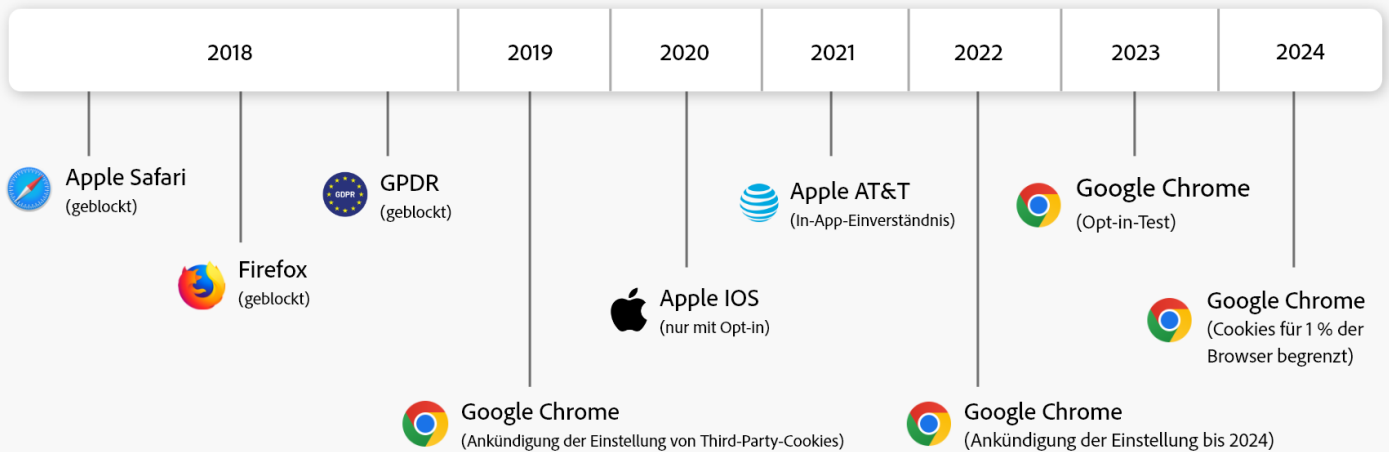 2018
2019
2020
2021
2022
2023
2024
Apple Safari
(geblockt)
Firefox
(geblockt)
GDPR
GPDR
(geblockt)
Google Chrome
(Ankündigung der Einstellung von Third-Party-Cookies)
Apple IOS
(nur mit Opt-in)
Apple AT&T
(In-App-Einverständnis)
Google Chrome
(Ankündigung der Einstellung bis 2024)
Google Chrome
(Opt-in-Test)
Google Chrome
(Cookies für 1 % der
Browser begrenzt)